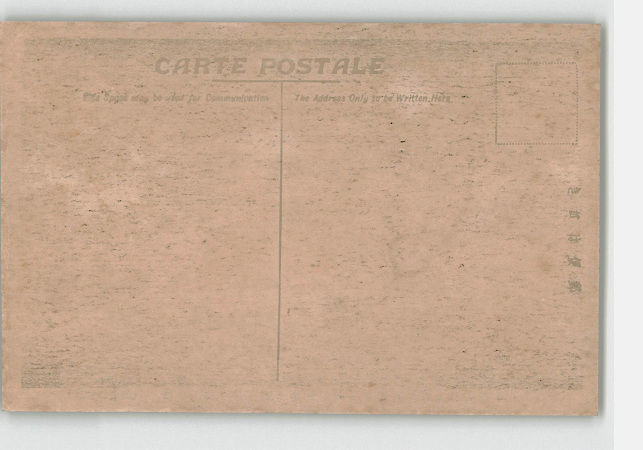 CARTE POSTALE
This Space may be used for Communication
The Address Only to be Written Here